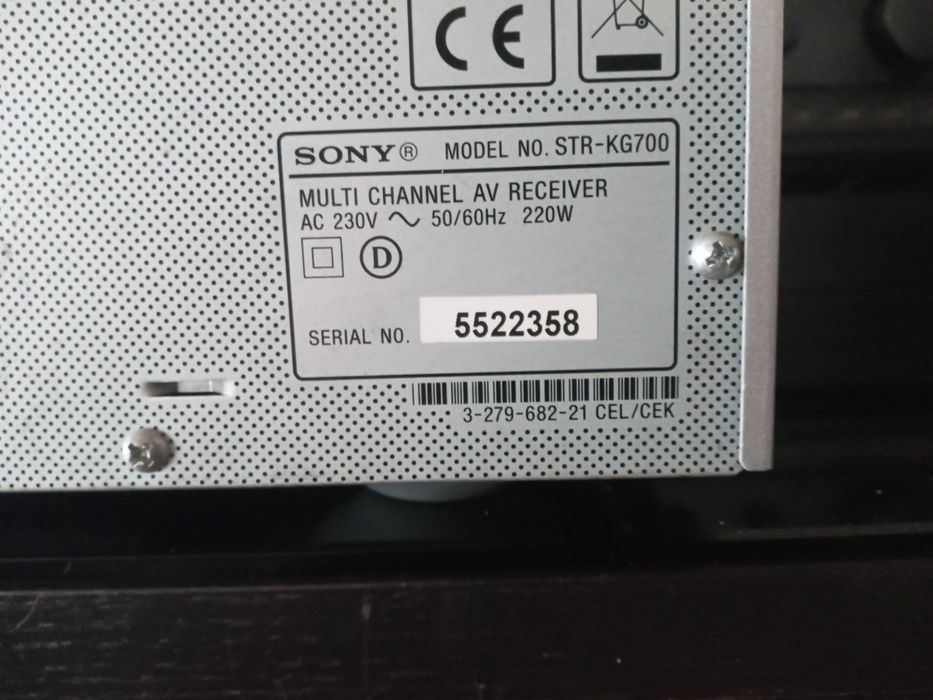 CE
SONY® MODEL NO. STR-KG700
MULTI CHANNEL AV RECEIVER
AC 230V ∿ 50/60Hz 220W
D
SERIAL NO. 5522358
3-279-682-21 CEL/CEK